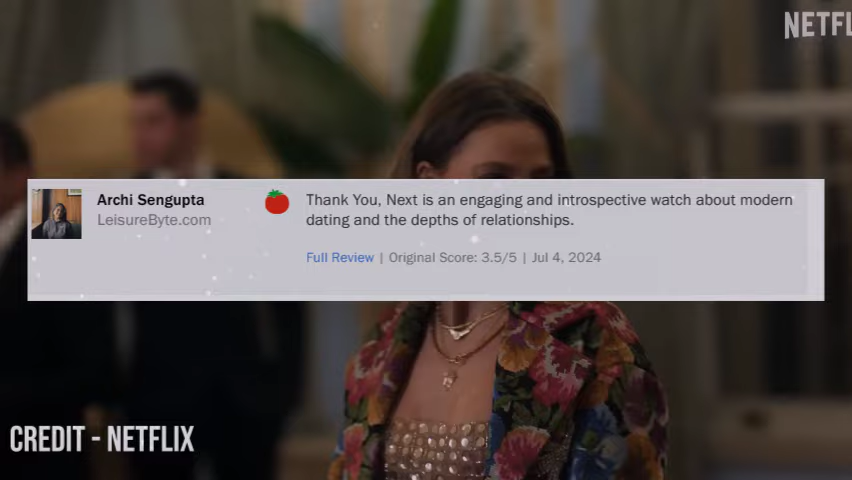 NETFL
Archi Sengupta
LeisureByte.com
Thank You, Next is an engaging and introspective watch about modern
dating and the depths of relationships.
Full Review | Original Score: 3.5/5 | Jul 4, 2024
CREDIT - NETFLIX